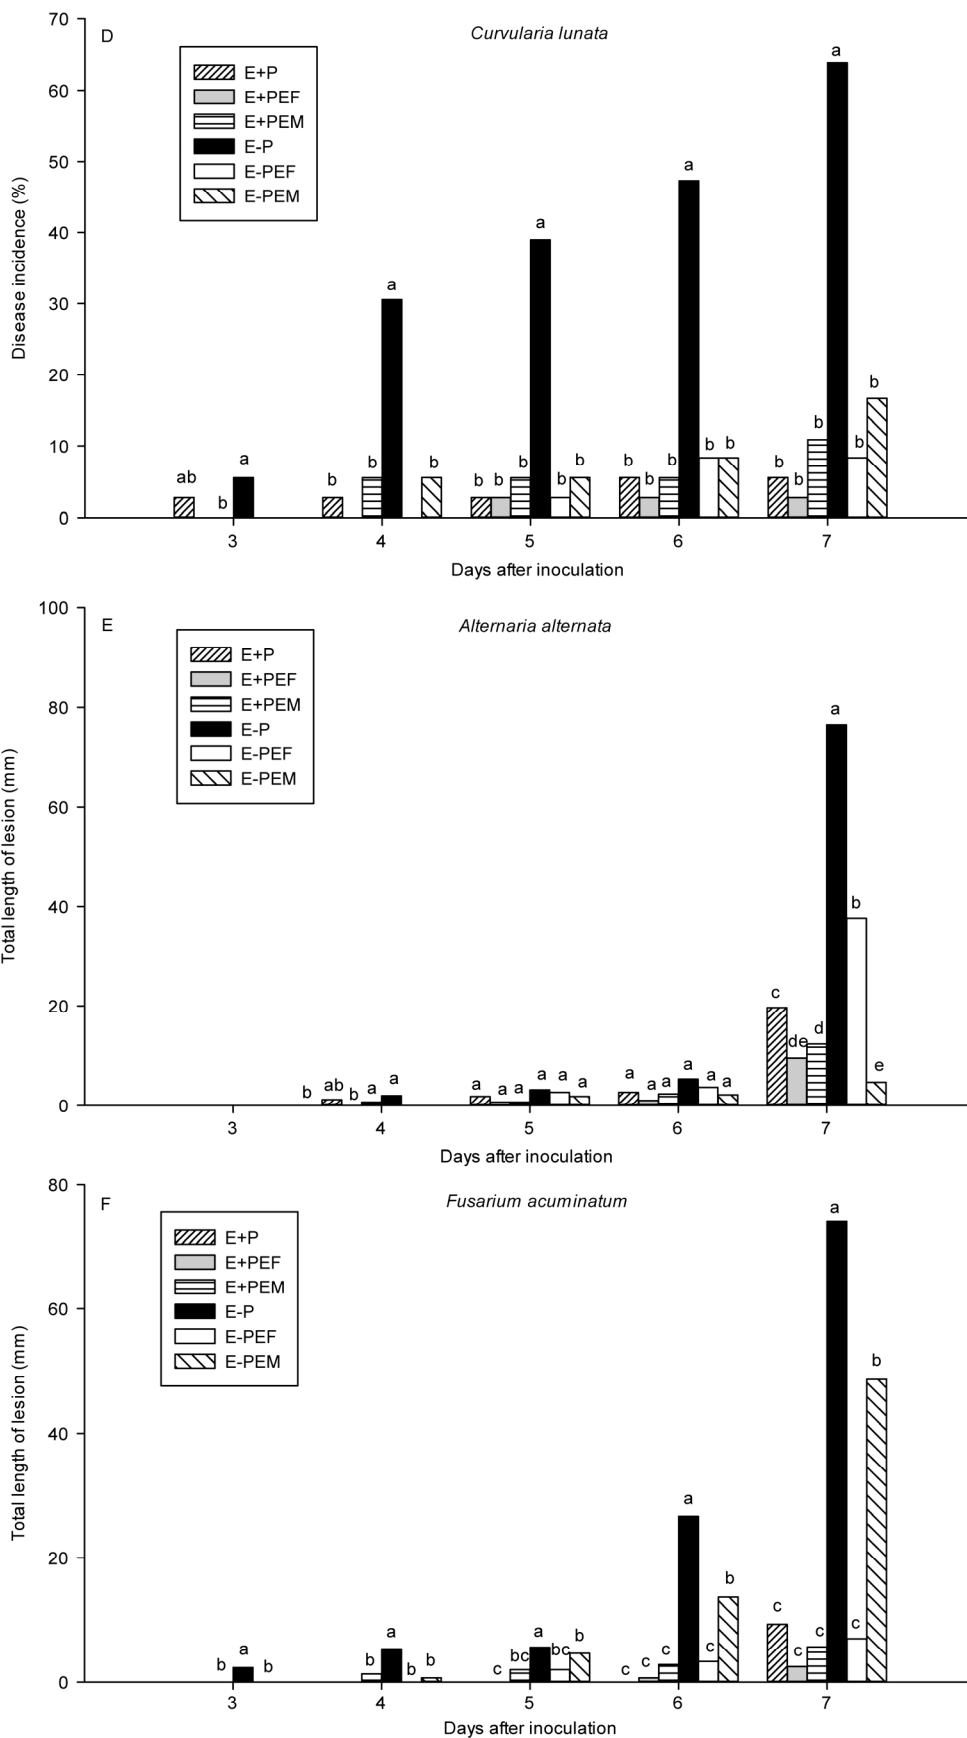 D
Curvularia lunata
E+P
E+PEF
E+PEM
E-P
E-PEF
E-PEM
Disease incidence (%)
70
60
50
40
30
20
10
0
ab b a
b b a b
b b b a b b
b b b a b b
b b b a b b
3 4 5 6 7
Days after inoculation
E
Alternaria alternata
E+P
E+PEF
E+PEM
E-P
E-PEF
E-PEM
Total length of lesion (mm)
100
80
60
40
20
0
b ab b a a
a a a a a a
a a a a a a
c de d a b e
3 4 5 6 7
Days after inoculation
F
Fusarium acuminatum
E+P
E+PEF
E+PEM
E-P
E-PEF
E-PEM
Total length of lesion (mm)
80
60
40
20
0
b a b
b a b b
c bc a bc b
c c c a c b
c c c a c b
3 4 5 6 7
Days after inoculation